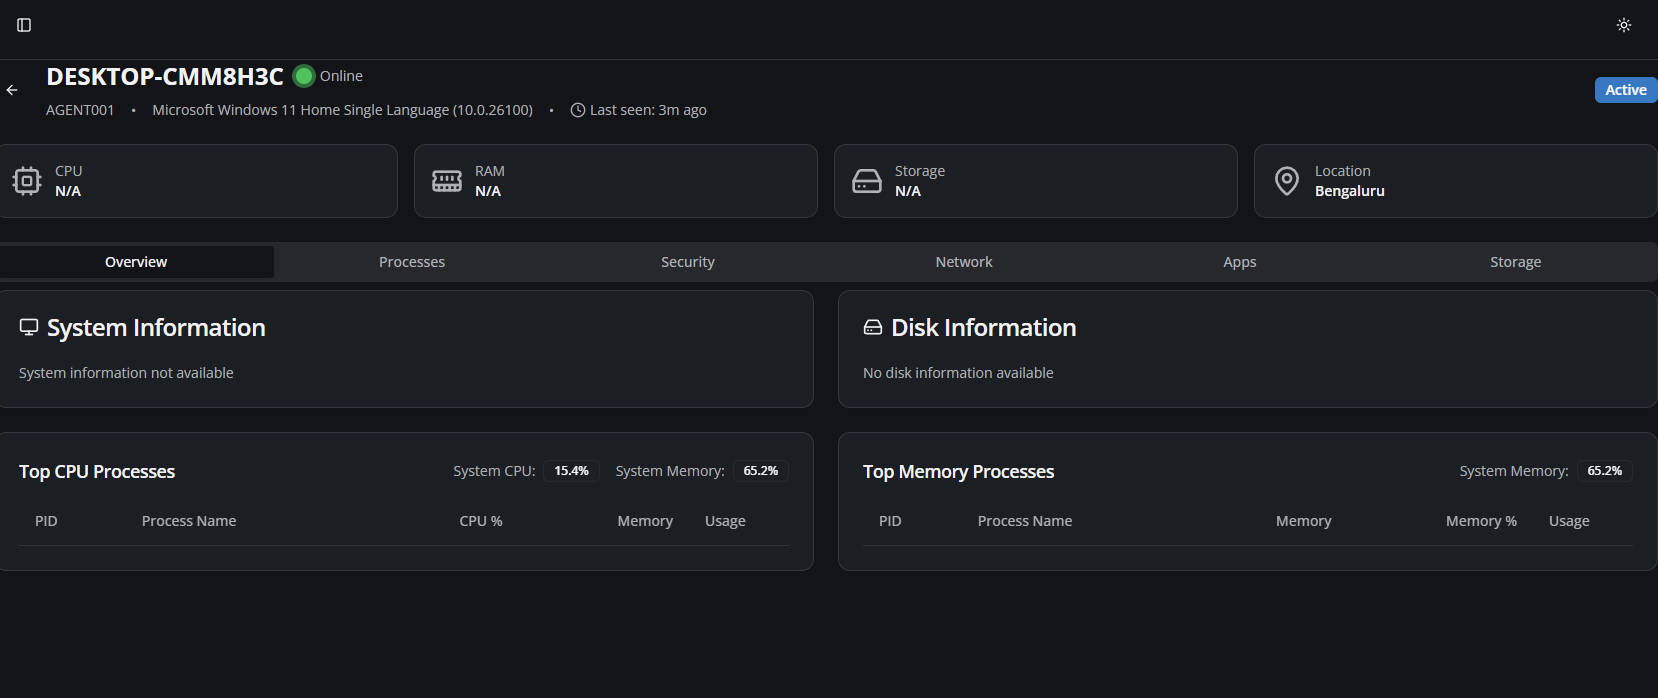 DESKTOP-CMM8H3C Online
AGENT001 • Microsoft Windows 11 Home Single Language (10.0.26100) • Last seen: 3m ago
Active
CPU
N/A
RAM
N/A
Storage
N/A
Location
Bengaluru
Overview Processes Security Network Apps Storage
System Information
System information not available
Disk Information
No disk information available
Top CPU Processes System CPU: 15.4% System Memory: 65.2%
PID Process Name CPU % Memory Usage
Top Memory Processes System Memory: 65.2%
PID Process Name Memory Memory % Usage